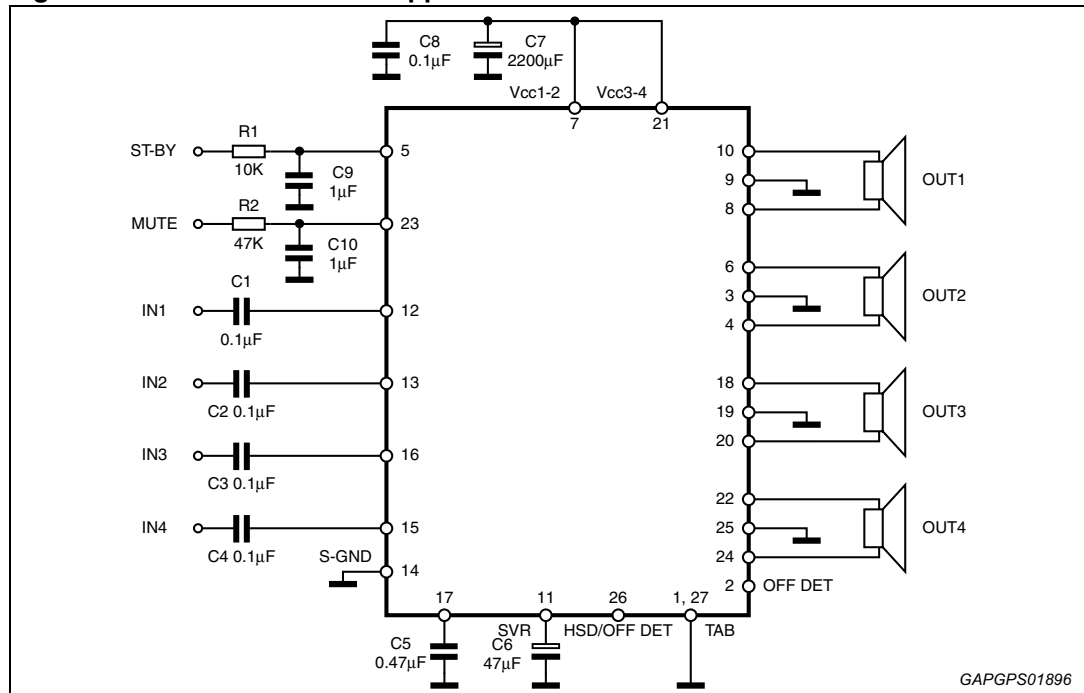 C8
0.1µF
C7
2200µF
Vcc1-2
Vcc3-4
7
21
ST-BY
R1
10K
5
C9
1µF
MUTE
R2
47K
23
C10
1µF
IN1
C1
0.1µF
12
IN2
C2 0.1µF
13
IN3
C3 0.1µF
16
IN4
C4 0.1µF
15
S-GND
14
10
9
8
OUT1
6
3
4
OUT2
18
19
20
OUT3
22
25
24
OUT4
2 OFF DET
17
11
26
1, 27
SVR
HSD/OFF DET
TAB
C5
0.47µF
C6
47µF
GAPGPS01896